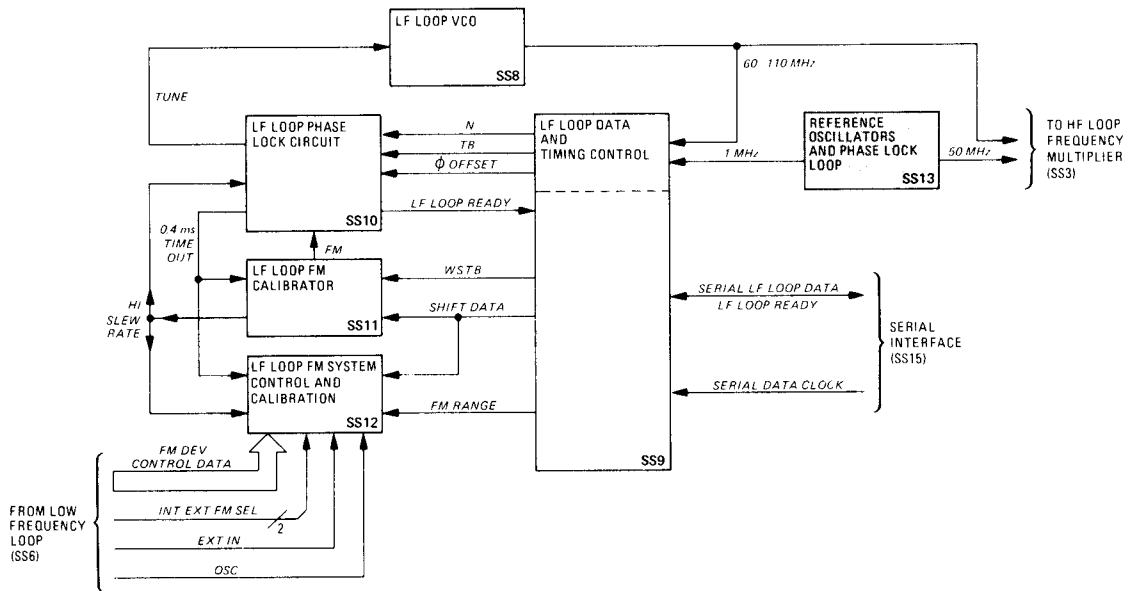 LF LOOP VCO
SS8
60 110 MHz
TUNE
LF LOOP PHASE
LOCK CIRCUIT
SS10
N
TB
ϕ OFFSET
LF LOOP READY
LF LOOP DATA
AND
TIMING CONTROL
SS9
1 MHz
REFERENCE
OSCILLATORS
AND PHASE LOCK
LOOP
SS13
50 MHz
TO HF LOOP
FREQUENCY
MULTIPLIER
(SS3)
0.4 ms
TIME
OUT
FM
LF LOOP FM
CALIBRATOR
SS11
WSTB
SHIFT DATA
HI
SLEW
RATE
LF LOOP FM SYSTEM
CONTROL AND
CALIBRATION
SS12
FM RANGE
SERIAL LF LOOP DATA
LF LOOP READY
SERIAL DATA CLOCK
SERIAL
INTERFACE
(SS15)
FM DEV
CONTROL DATA
INT EXT FM SEL
2
EXT IN
OSC
FROM LOW
FREQUENCY
LOOP
(SS6)